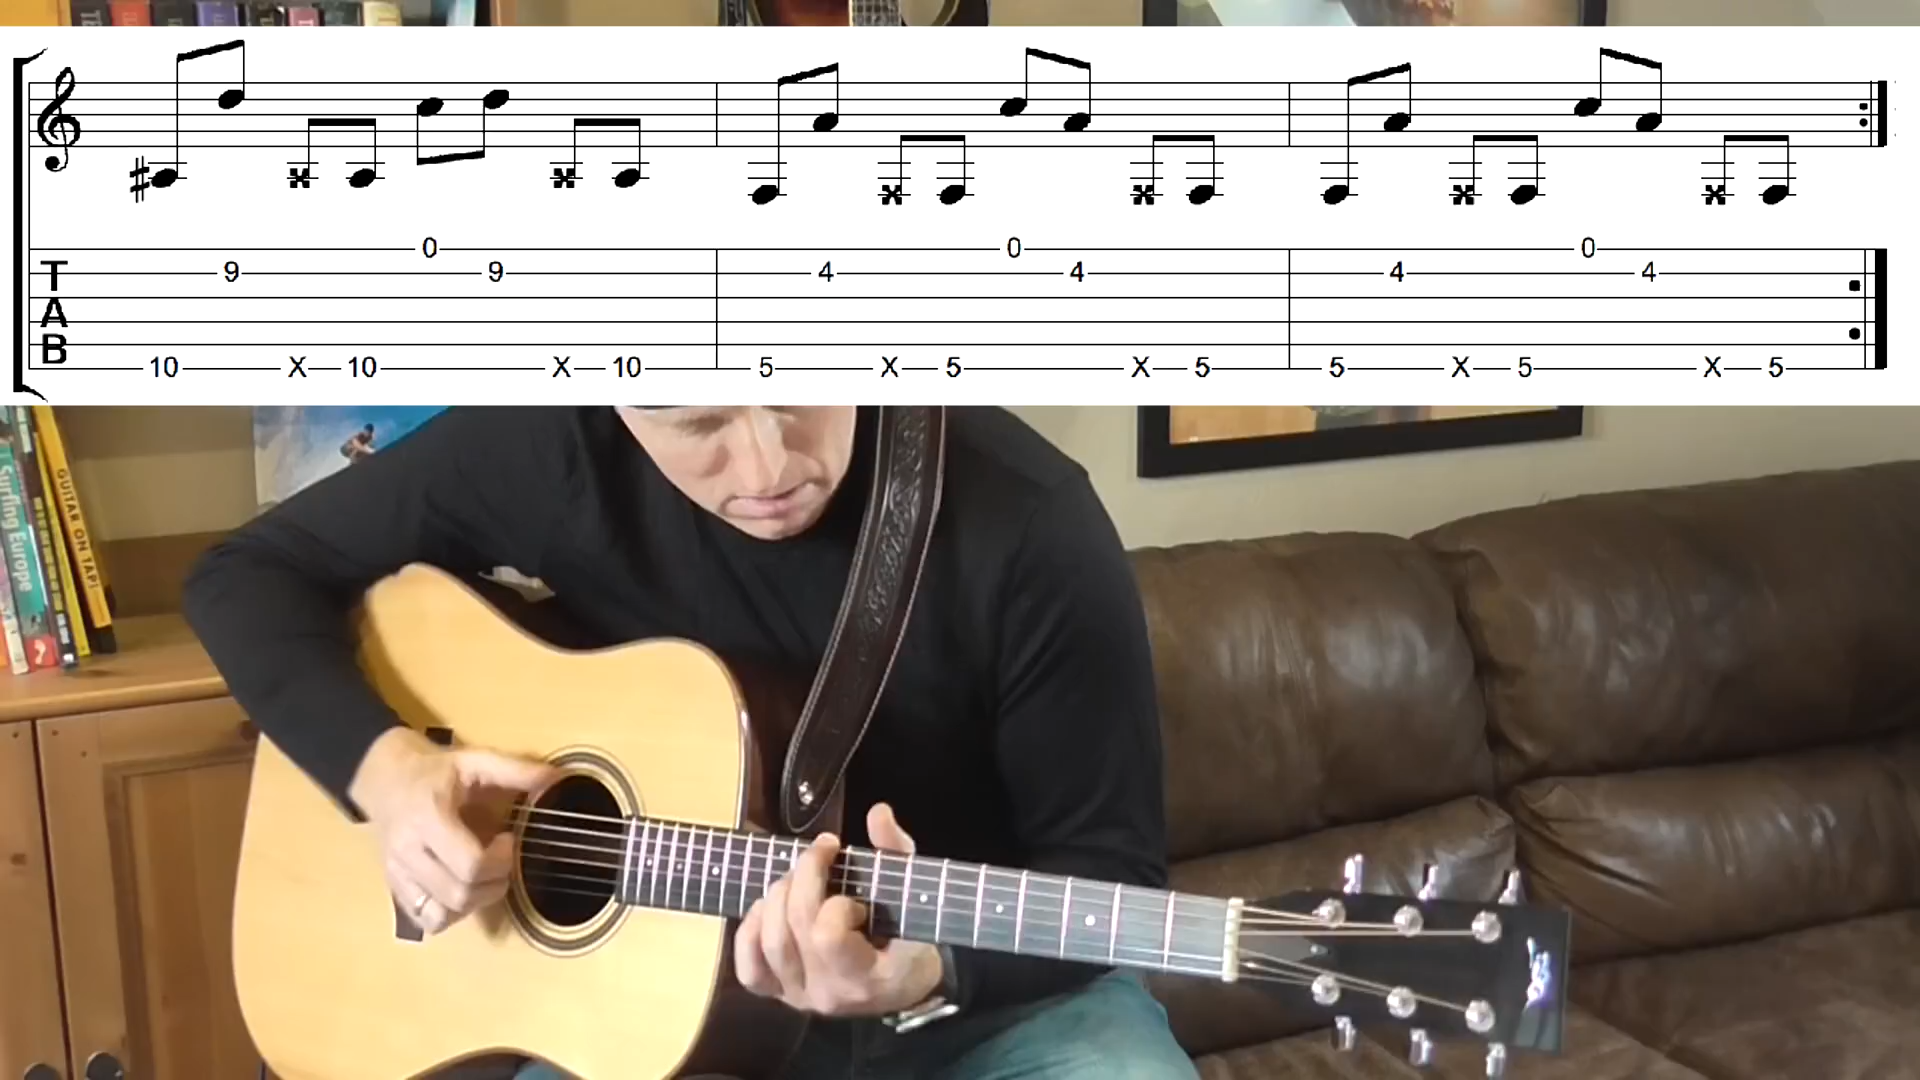 0 0 0
T 9 9 4 4 4 4
A
B
10 X 10 X 10 5 X 5 X 5 5 X 5 X 5
Surfing Europe
GUITAR ON TAP!